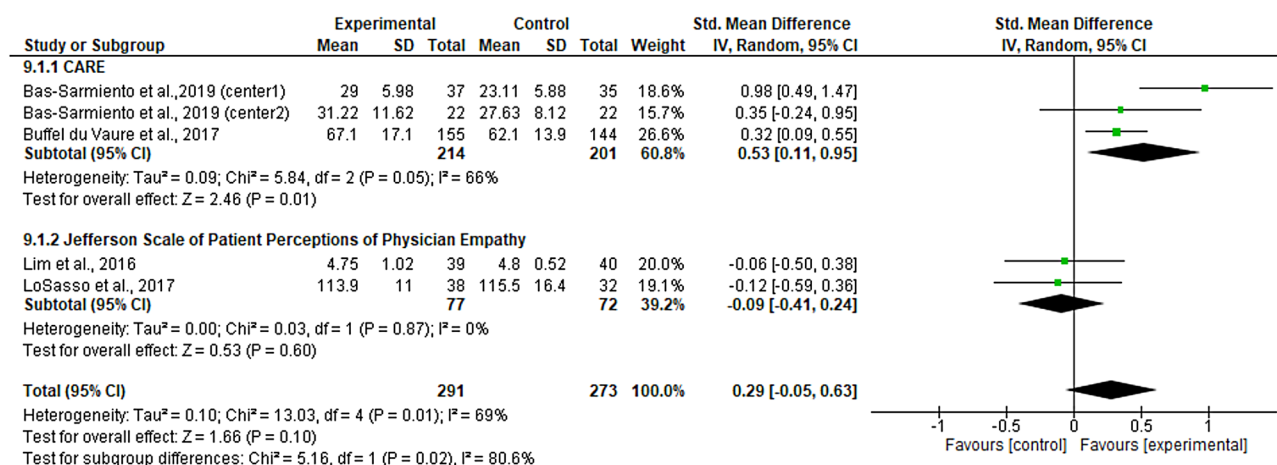 Experimental Control Std. Mean Difference Std. Mean Difference
Study or Subgroup Mean SD Total Mean SD Total Weight IV, Random, 95% CI IV, Random, 95% CI
9.1.1 CARE
Bas-Sarmiento et al.,2019 (center1) 29 5.98 37 23.11 5.88 35 18.6% 0.98 [0.49, 1.47]
Bas-Sarmiento et al.,2019 (center2) 31.22 11.62 22 27.63 8.12 22 15.7% 0.35 [-0.24, 0.95]
Buffel du Vaure et al., 2017 67.1 17.1 155 62.1 13.9 144 26.6% 0.32 [0.09, 0.55]
Subtotal (95% CI) 214 201 60.8% 0.53 [0.11, 0.95]
Heterogeneity: Tau² = 0.09; Chi² = 5.84, df = 2 (P = 0.05); I² = 66%
Test for overall effect: Z = 2.46 (P = 0.01)
9.1.2 Jefferson Scale of Patient Perceptions of Physician Empathy
Lim et al., 2016 4.75 1.02 39 4.8 0.52 40 20.0% -0.06 [-0.50, 0.38]
LoSasso et al., 2017 113.9 11 38 115.5 16.4 32 19.1% -0.12 [-0.59, 0.36]
Subtotal (95% CI) 77 72 39.2% -0.09 [-0.41, 0.24]
Heterogeneity: Tau² = 0.00; Chi² = 0.03, df = 1 (P = 0.87); I² = 0%
Test for overall effect: Z = 0.53 (P = 0.60)
Total (95% CI) 291 273 100.0% 0.29 [-0.05, 0.63]
Heterogeneity: Tau² = 0.10; Chi² = 13.03, df = 4 (P = 0.01); I² = 69%
Test for overall effect: Z = 1.66 (P = 0.10)
Test for subgroup differences: Chi² = 5.16, df = 1 (P = 0.02), I² = 80.6%
-1 -0.5 0 0.5 1
Favours [control] Favours [experimental]